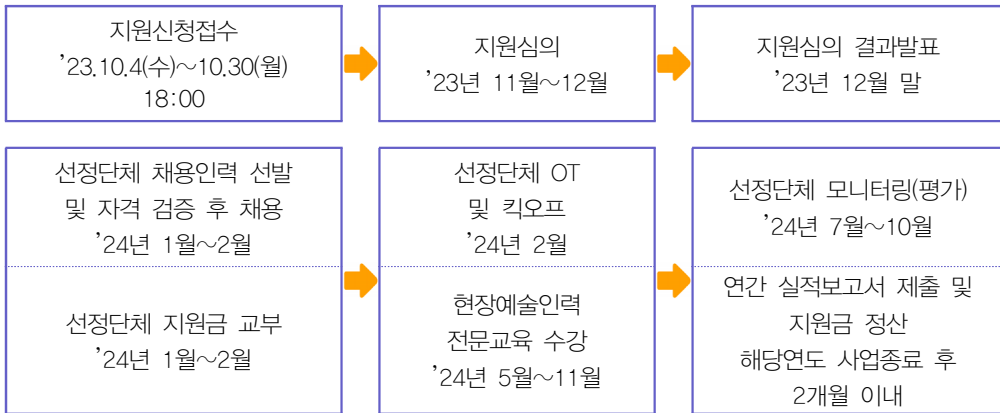 지원신청접수
’23.10.4(수)~10.30(월)
18:00
지원심의
’23년 11월~12월
지원심의 결과발표
’23년 12월 말
선정단체 채용인력 선발
및 자격 검증 후 채용
’24년 1월~2월
선정단체 지원금 교부
’24년 1월~2월
선정단체 OT
및 킥오프
’24년 2월
현장예술인력
전문교육 수강
’24년 5월~11월
선정단체 모니터링(평가)
’24년 7월~10월
연간 실적보고서 제출 및
지원금 정산
해당연도 사업종료 후
2개월 이내